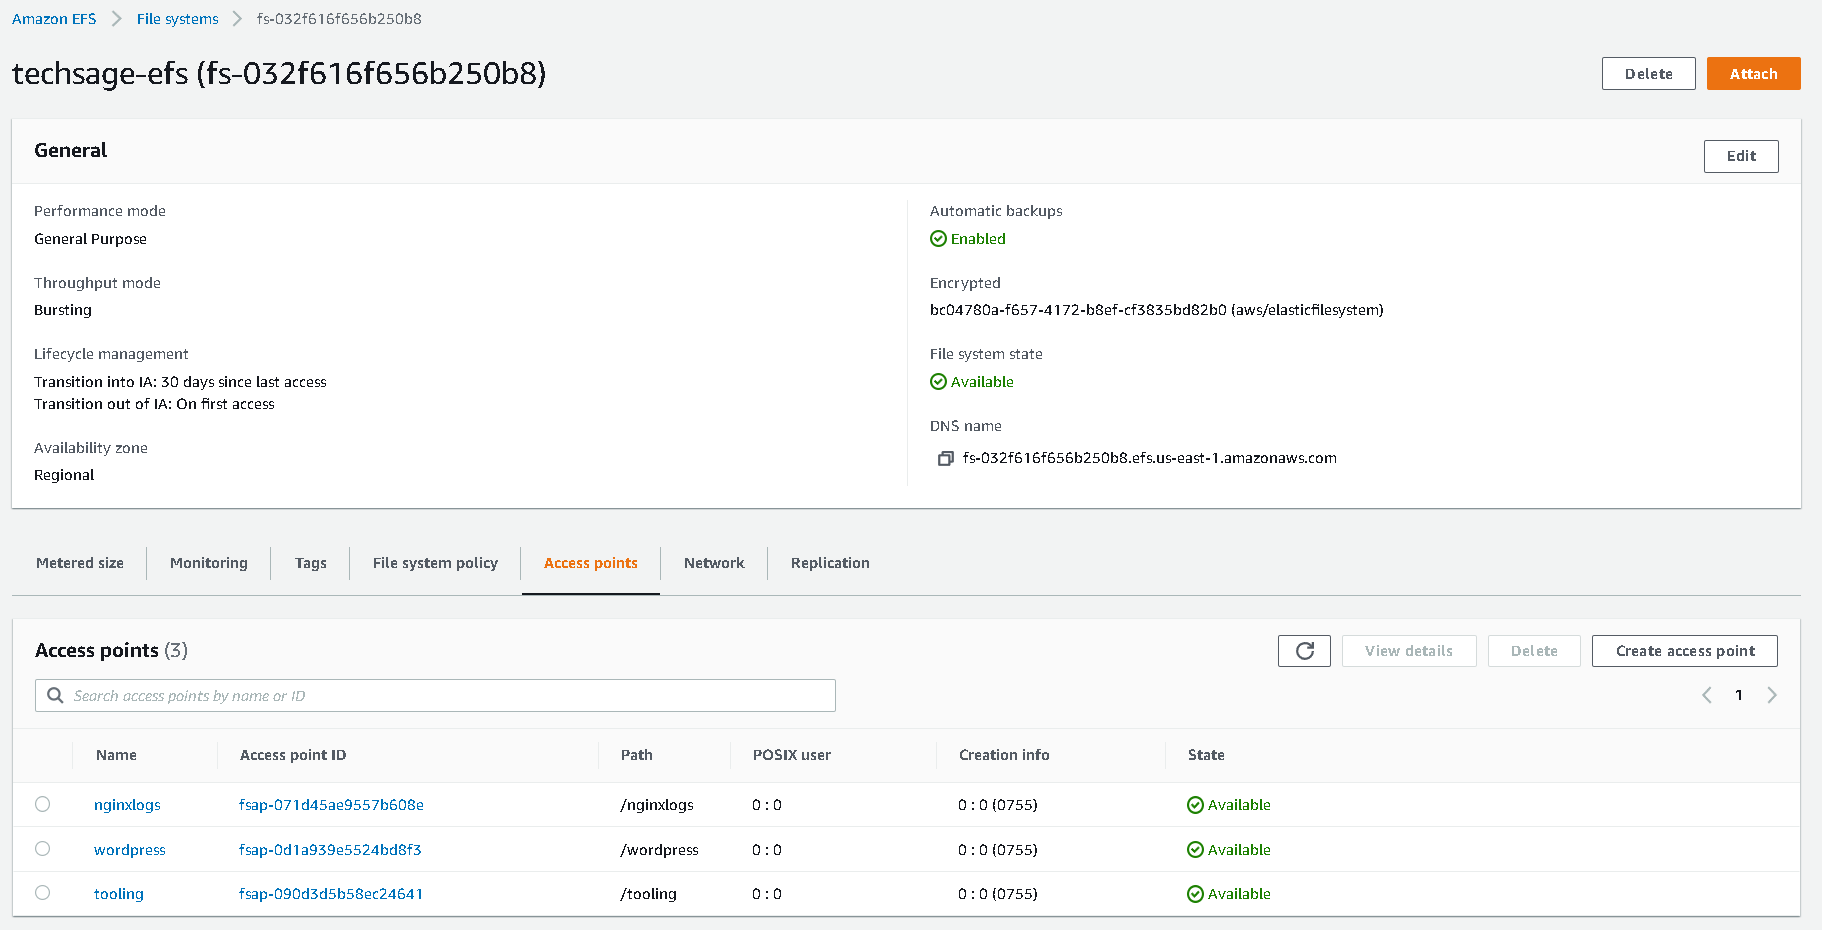 Amazon EFS > File systems > fs-032f616f656b250b8
techsage-efs (fs-032f616f656b250b8)
Delete
Attach
General
Edit
Performance mode
General Purpose
Throughput mode
Bursting
Lifecycle management
Transition into IA: 30 days since last access
Transition out of IA: On first access
Availability zone
Regional
Automatic backups
Enabled
Encrypted
bc04780a-f657-4172-b8ef-cf3835bd82b0 (aws/elasticfilesystem)
File system state
Available
DNS name
fs-032f616f656b250b8.efs.us-east-1.amazonaws.com
Metered size Monitoring Tags File system policy Access points Network Replication
Access points (3)
View details Delete Create access point
Search access points by name or ID
1
Name Access point ID Path POSIX user Creation info State
nginxlogs fsap-071d45ae9557b608e /nginxlogs 0 : 0 0 : 0 (0755) Available
wordpress fsap-0d1a939e5524bd8f3 /wordpress 0 : 0 0 : 0 (0755) Available
tooling fsap-090d3d5b58ec24641 /tooling 0 : 0 0 : 0 (0755) Available